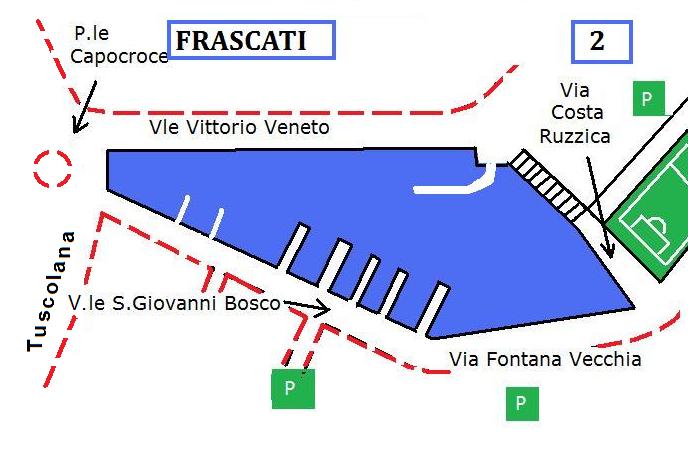 P.le
Capocroce
FRASCATI
2
P
Via
Costa
Ruzzica
Vle Vittorio Veneto
Tuscolana
V.le S.Giovanni Bosco
Via Fontana Vecchia
P
P